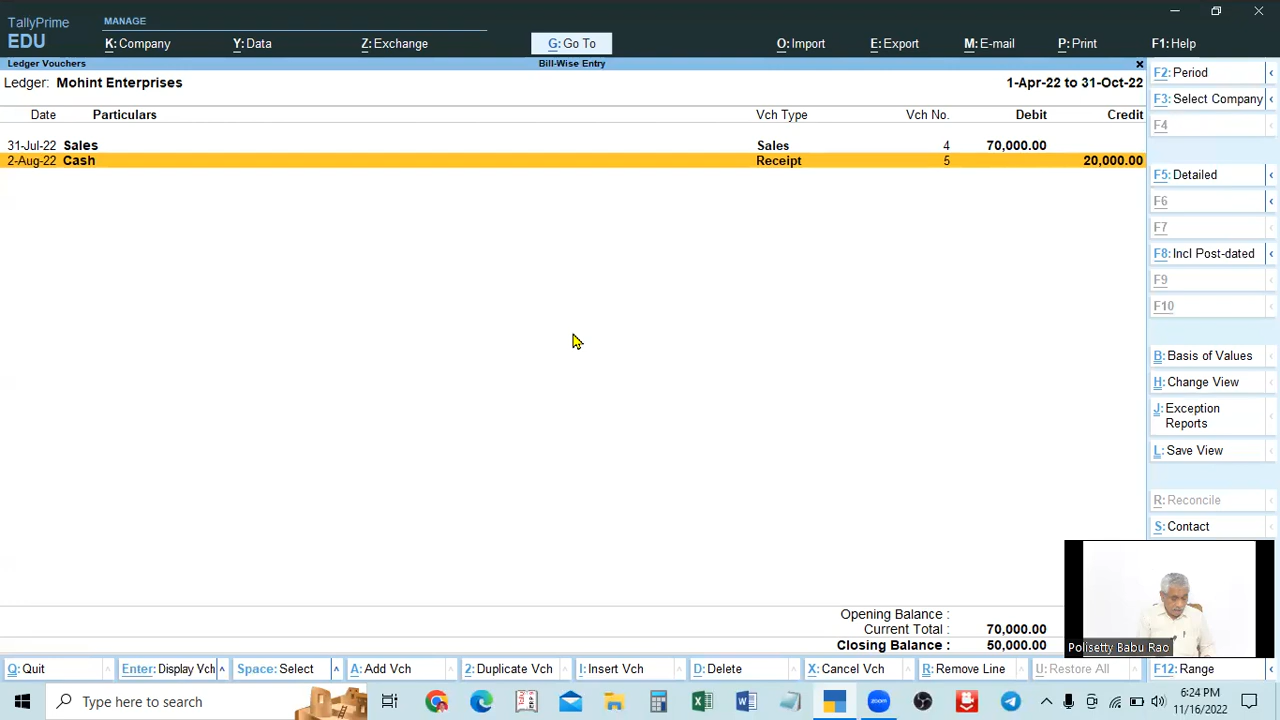 TallyPrime
EDU
MANAGE
K: Company
Y: Data
Z: Exchange
G: Go To
O: Import
E: Export
M: E-mail
P: Print
F1: Help
Ledger Vouchers
Bill-Wise Entry
Ledger: Mohint Enterprises
1-Apr-22 to 31-Oct-22
Date Particulars Vch Type Vch No. Debit Credit
31-Jul-22 Sales Sales 4 70,000.00
2-Aug-22 Cash Receipt 5 20,000.00
Opening Balance :
Current Total : 70,000.00
Closing Balance : 50,000.00
F2: Period
F3: Select Company
F4
F5: Detailed
F6
F7
F8: Incl Post-dated
F9
F10
B: Basis of Values
H: Change View
J: Exception
Reports
L: Save View
R: Reconcile
S: Contact
Polisetty Babu Rao
Q: Quit
Enter: Display Vch
Space: Select
A: Add Vch
2: Duplicate Vch
I: Insert Vch
D: Delete
X: Cancel Vch
R: Remove Line
U: Restore All
F12: Range
Type here to search
zoom
6:24 PM
11/16/2022